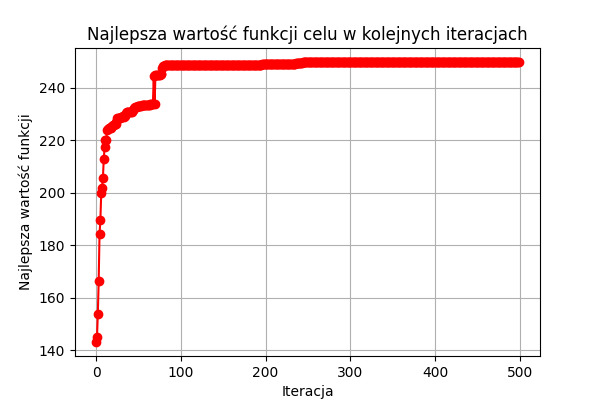 Najlepsza wartość funkcji celu w kolejnych iteracjach
Najlepsza wartość funkcji
240
220
200
180
160
140
0 100 200 300 400 500
Iteracja